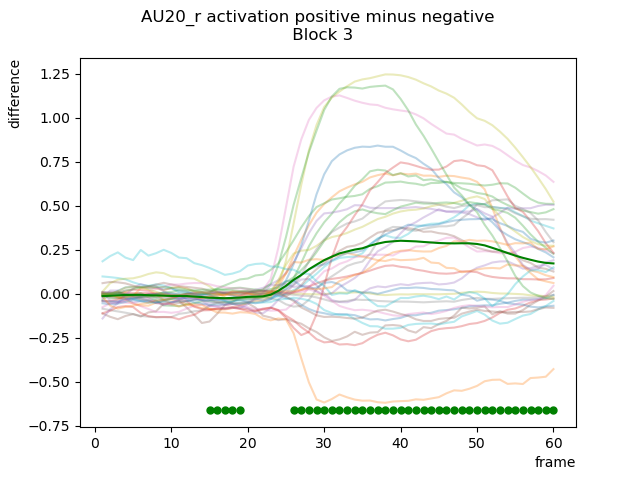 AU20_r activation positive minus negative
Block 3
difference
1.25
1.00
0.75
0.50
0.25
0.00
−0.25
−0.50
−0.75
0 10 20 30 40 50 60
frame